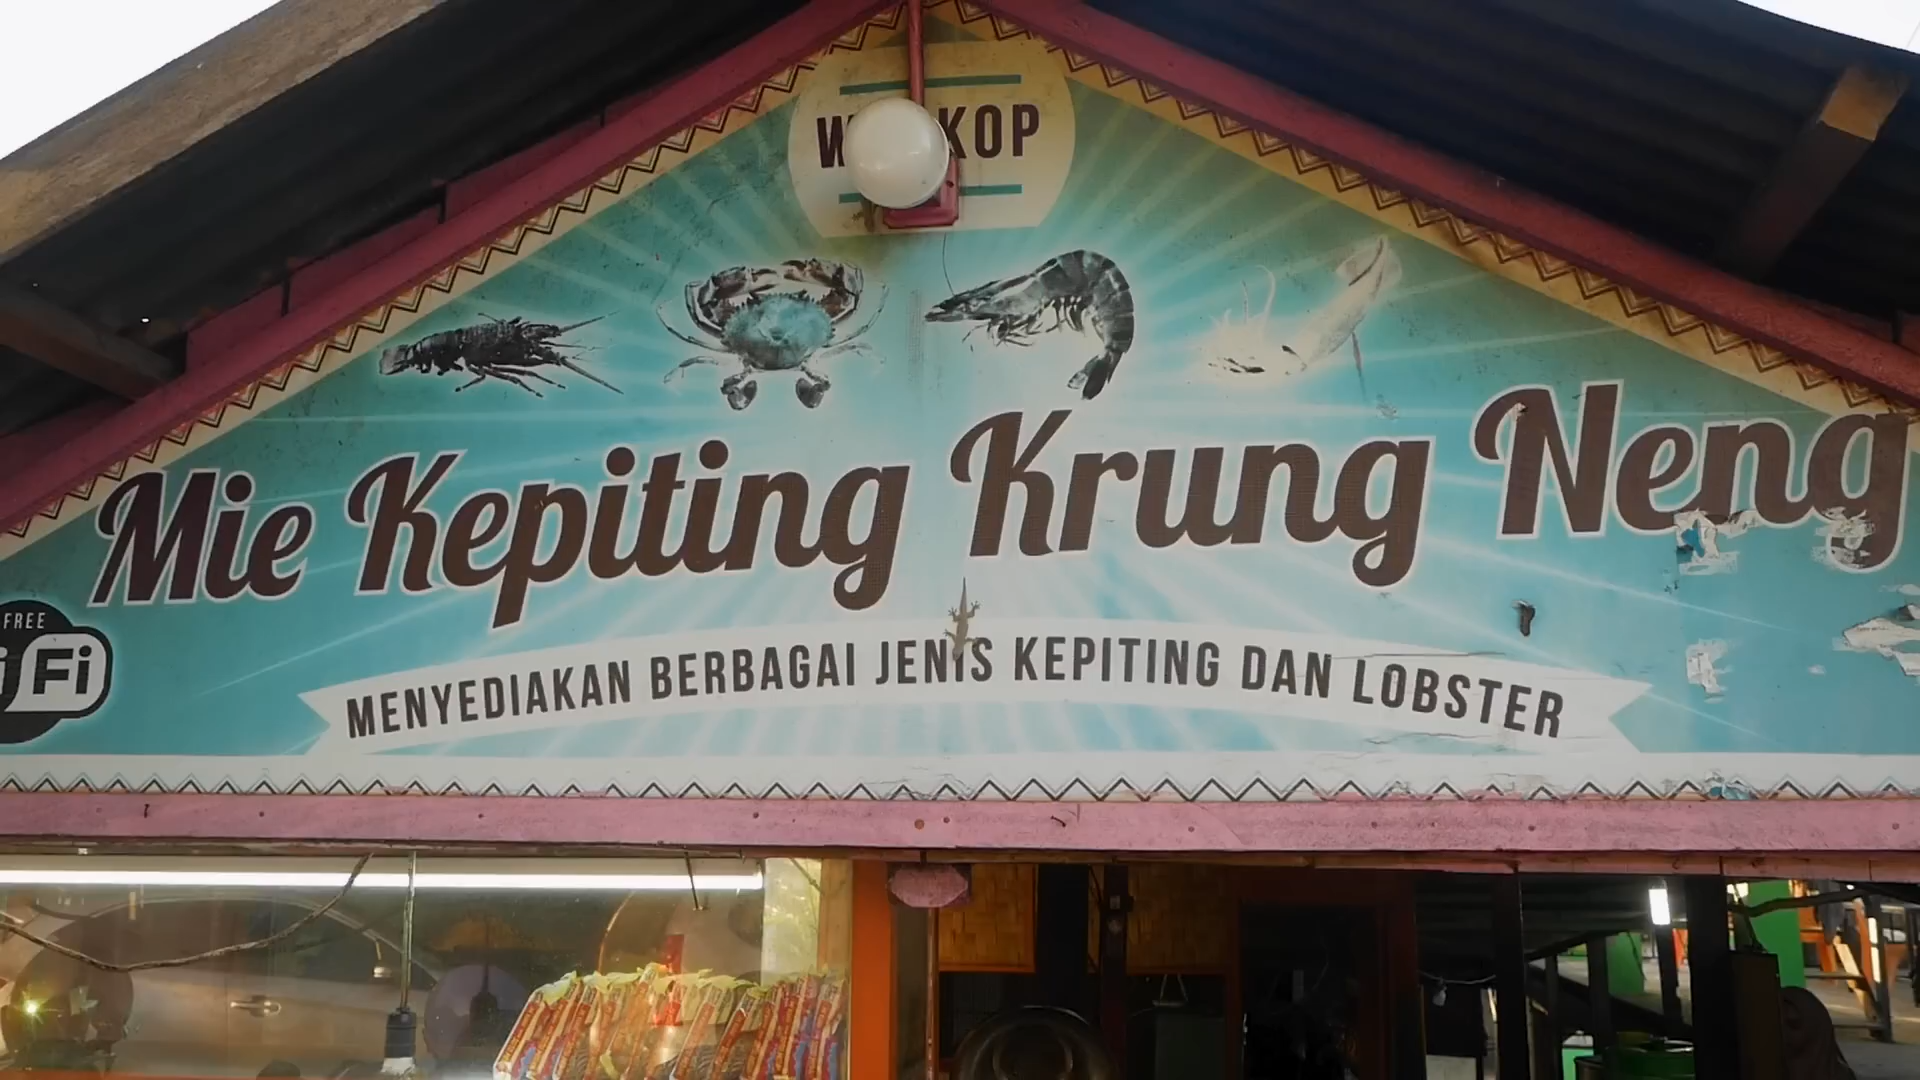 KOP
Mie Kepiting Krung Neng
FREE
Fi
MENYEDIAKAN BERBAGAI JENIS KEPITING DAN LOBSTER